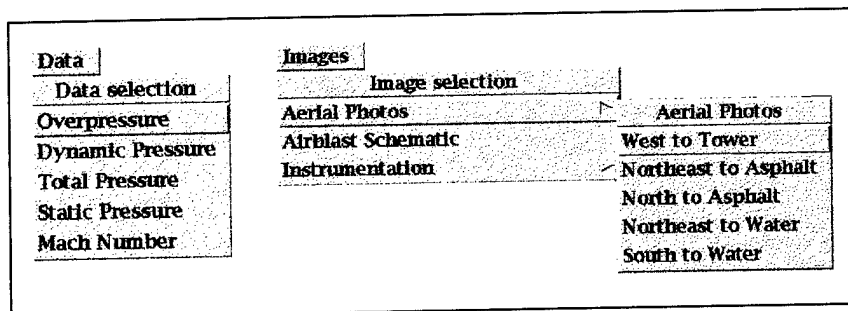 Data
Data selection
Overpressure
Dynamic Pressure
Total Pressure
Static Pressure
Mach Number
Images
Image selection
Aerial Photos
Airblast Schematic
Instrumentation
Aerial Photos
West to Tower
Northeast to Asphalt
North to Asphalt
Northeast to Water
South to Water